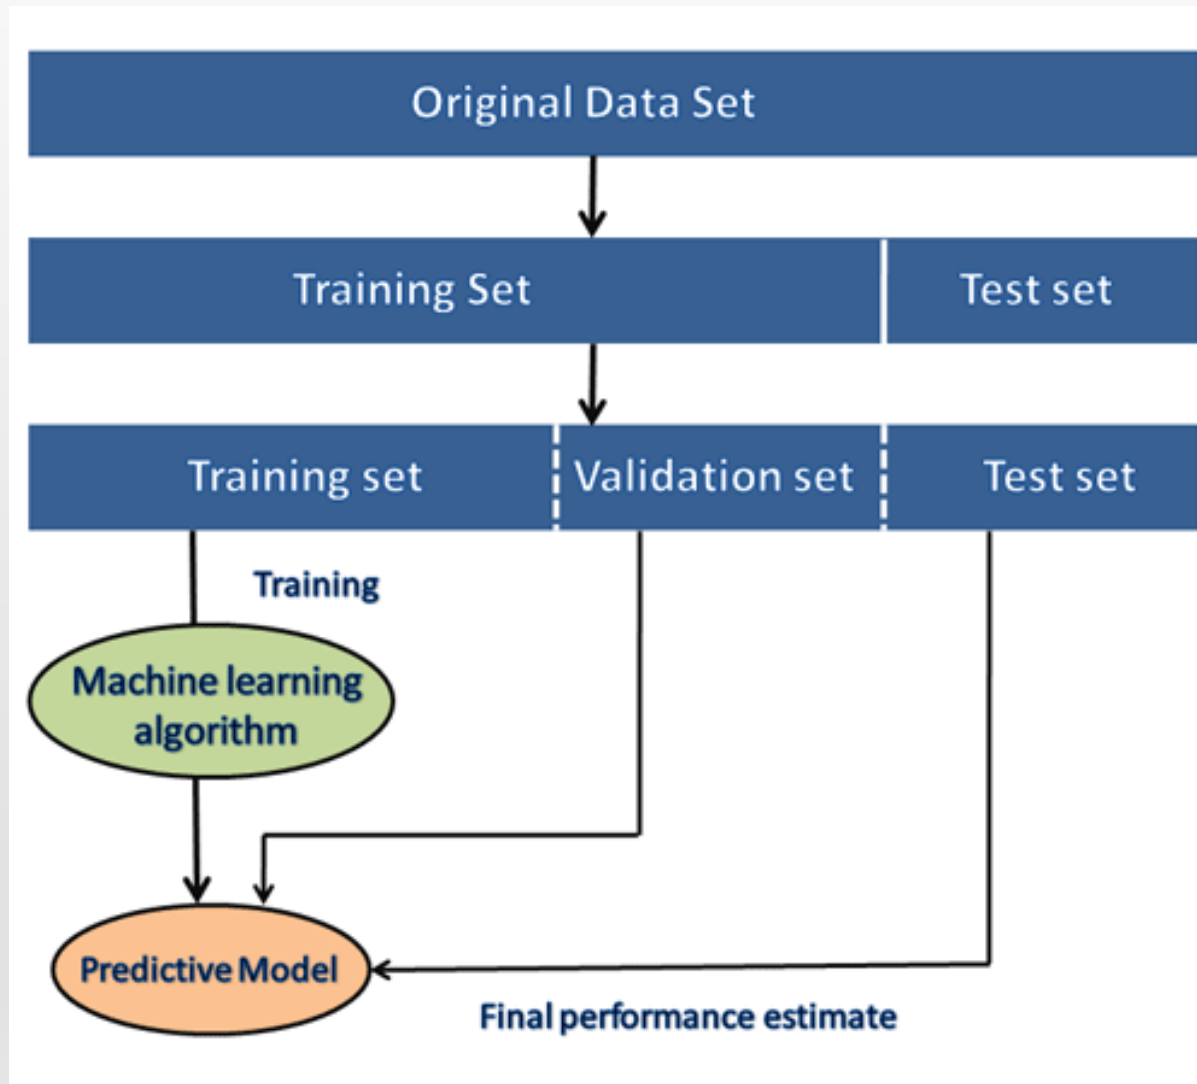 Original Data Set
Training Set
Test set
Training set
Validation set
Test set
Training
Machine learning
algorithm
Predictive Model
Final performance estimate